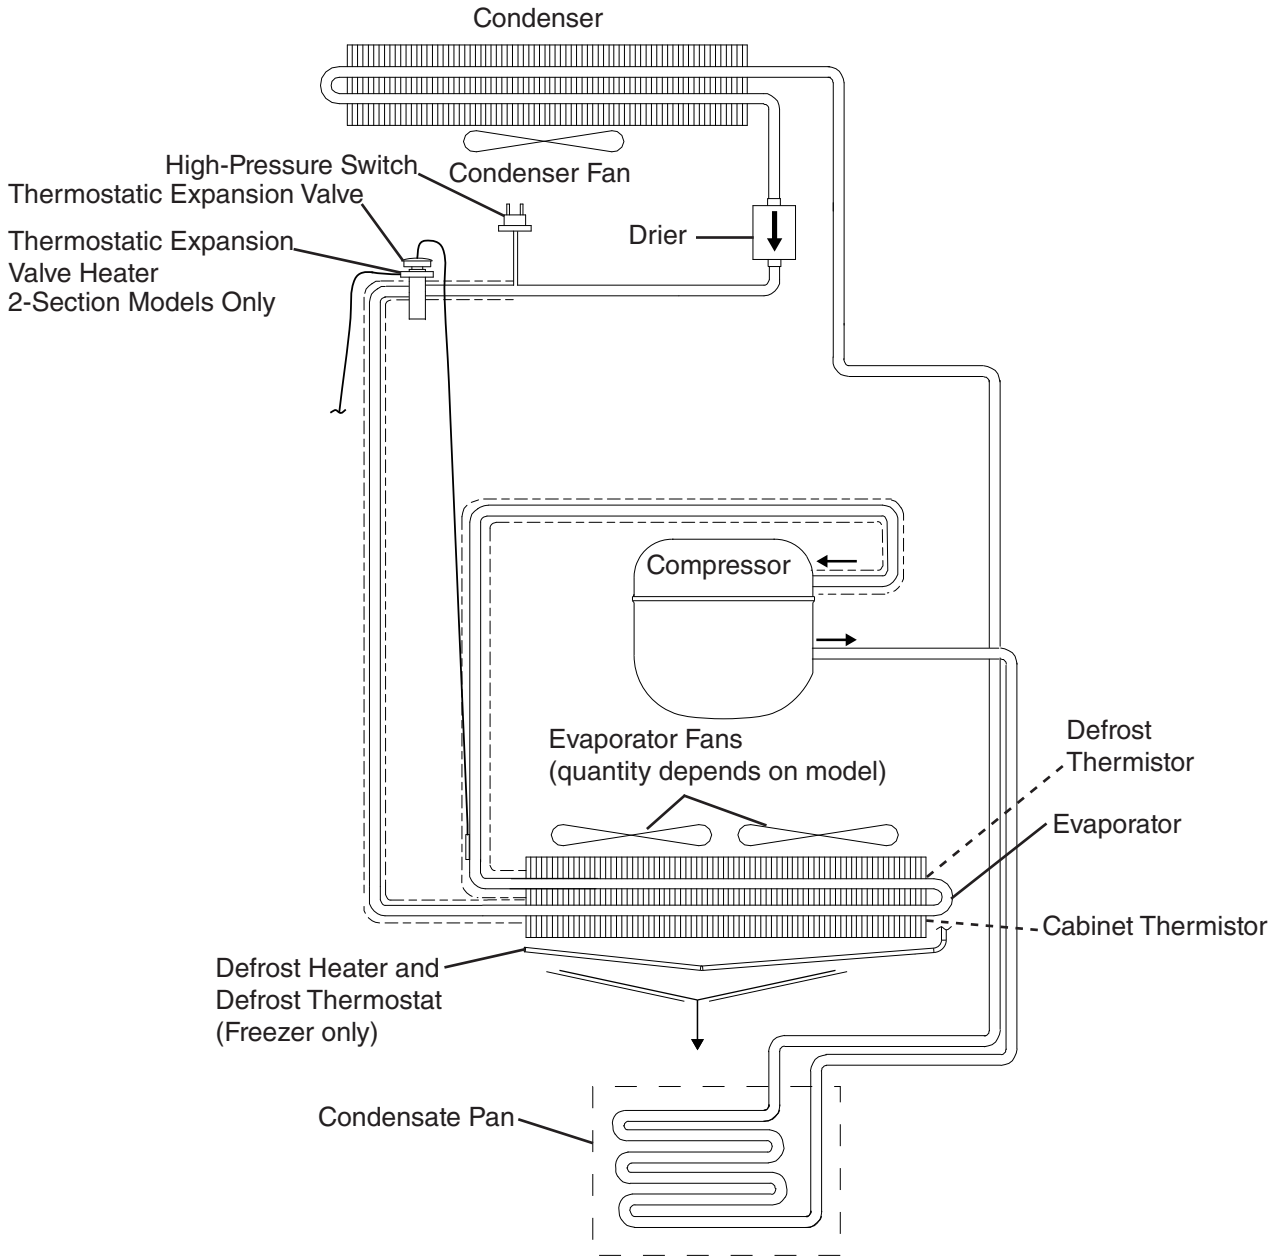 Condenser
High-Pressure Switch
Condenser Fan
Thermostatic Expansion Valve
Thermostatic Expansion
Valve Heater
2-Section Models Only
Drier
Compressor
Evaporator Fans
(quantity depends on model)
Defrost
Thermistor
Evaporator
Cabinet Thermistor
Defrost Heater and
Defrost Thermostat
(Freezer only)
Condensate Pan